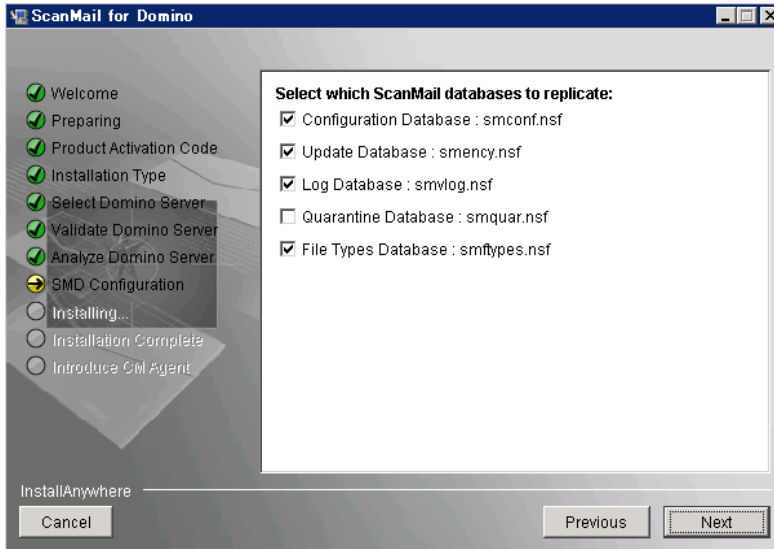 ScanMail for Domino
Welcome
Preparing
Product Activation Code
Installation Type
Select Domino Server
Validate Domino Server
Analyze Domino Server
SMD Configuration
Installing...
Installation Complete
Introduce CM Agent
Select which ScanMail databases to replicate:
Configuration Database : smconf.nsf
Update Database : smency.nsf
Log Database : smvlog.nsf
Quarantine Database : smquar.nsf
File Types Database : smftypes.nsf
InstallAnywhere
Cancel
Previous
Next